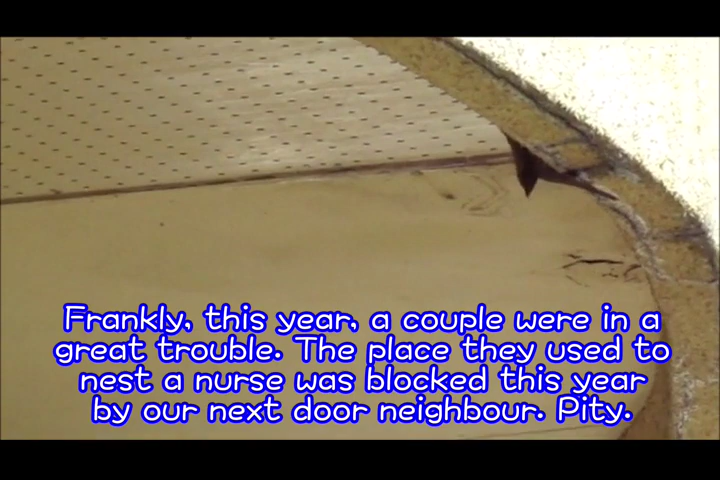 Frankly, this year, a couple were in a
great trouble. The place they used to
nest a nurse was blocked this year
by our next door neighbour. Pity.